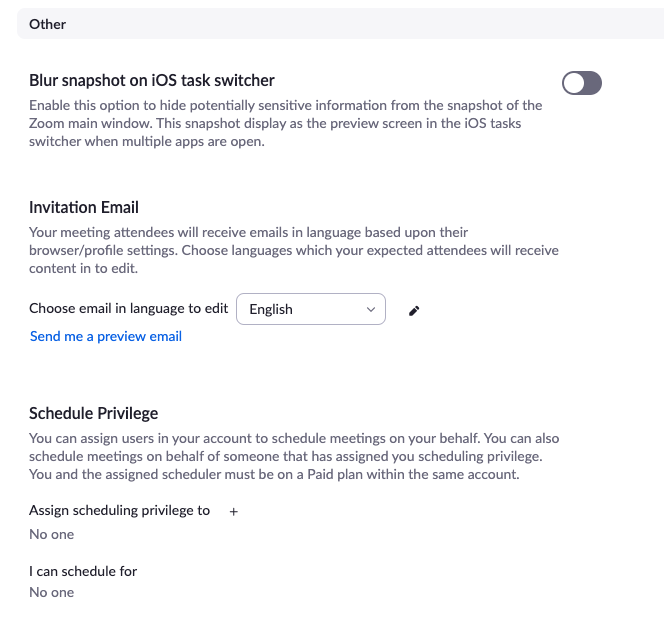 Other
Blur snapshot on iOS task switcher
Enable this option to hide potentially sensitive information from the snapshot of the
Zoom main window. This snapshot display as the preview screen in the iOS tasks
switcher when multiple apps are open.
Invitation Email
Your meeting attendees will receive emails in language based upon their
browser/profile settings. Choose languages which your expected attendees will receive
content in to edit.
Choose email in language to edit English
Send me a preview email
Schedule Privilege
You can assign users in your account to schedule meetings on your behalf. You can also
schedule meetings on behalf of someone that has assigned you scheduling privilege.
You and the assigned scheduler must be on a Paid plan within the same account.
Assign scheduling privilege to +
No one
I can schedule for
No one